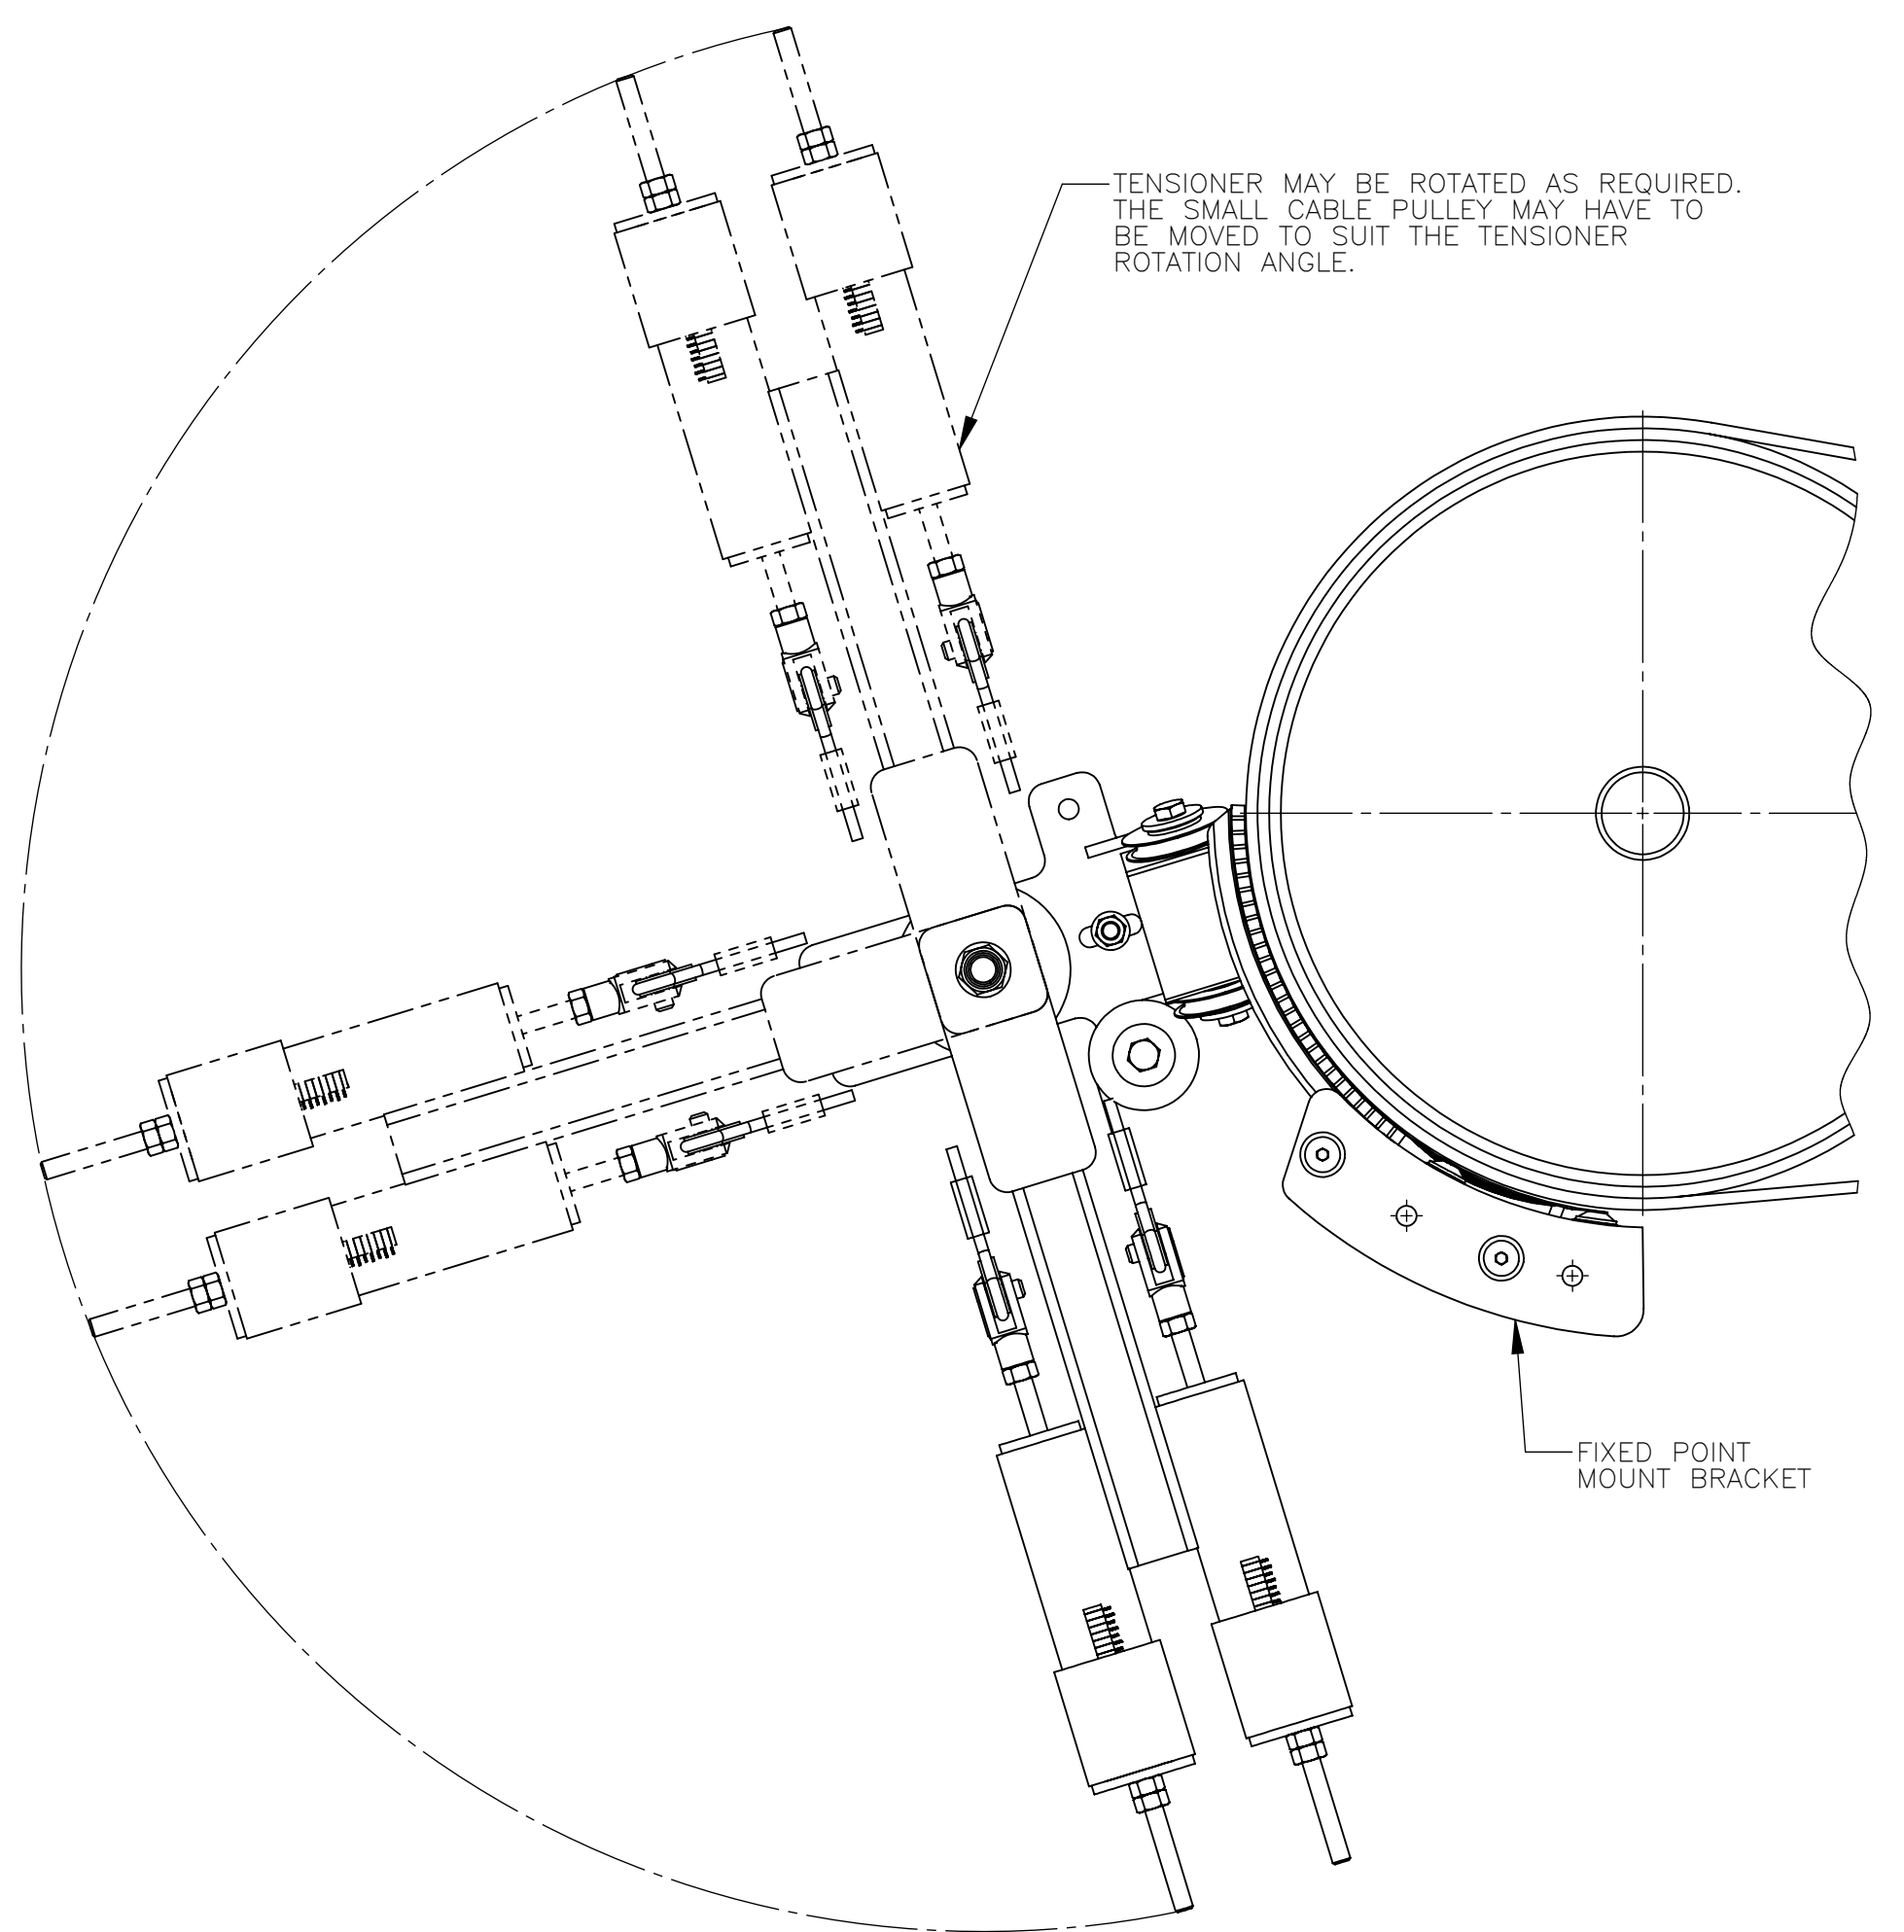 TENSIONER MAY BE ROTATED AS REQUIRED.
THE SMALL CABLE PULLEY MAY HAVE TO
BE MOVED TO SUIT THE TENSIONER
ROTATION ANGLE.
FIXED POINT
MOUNT BRACKET